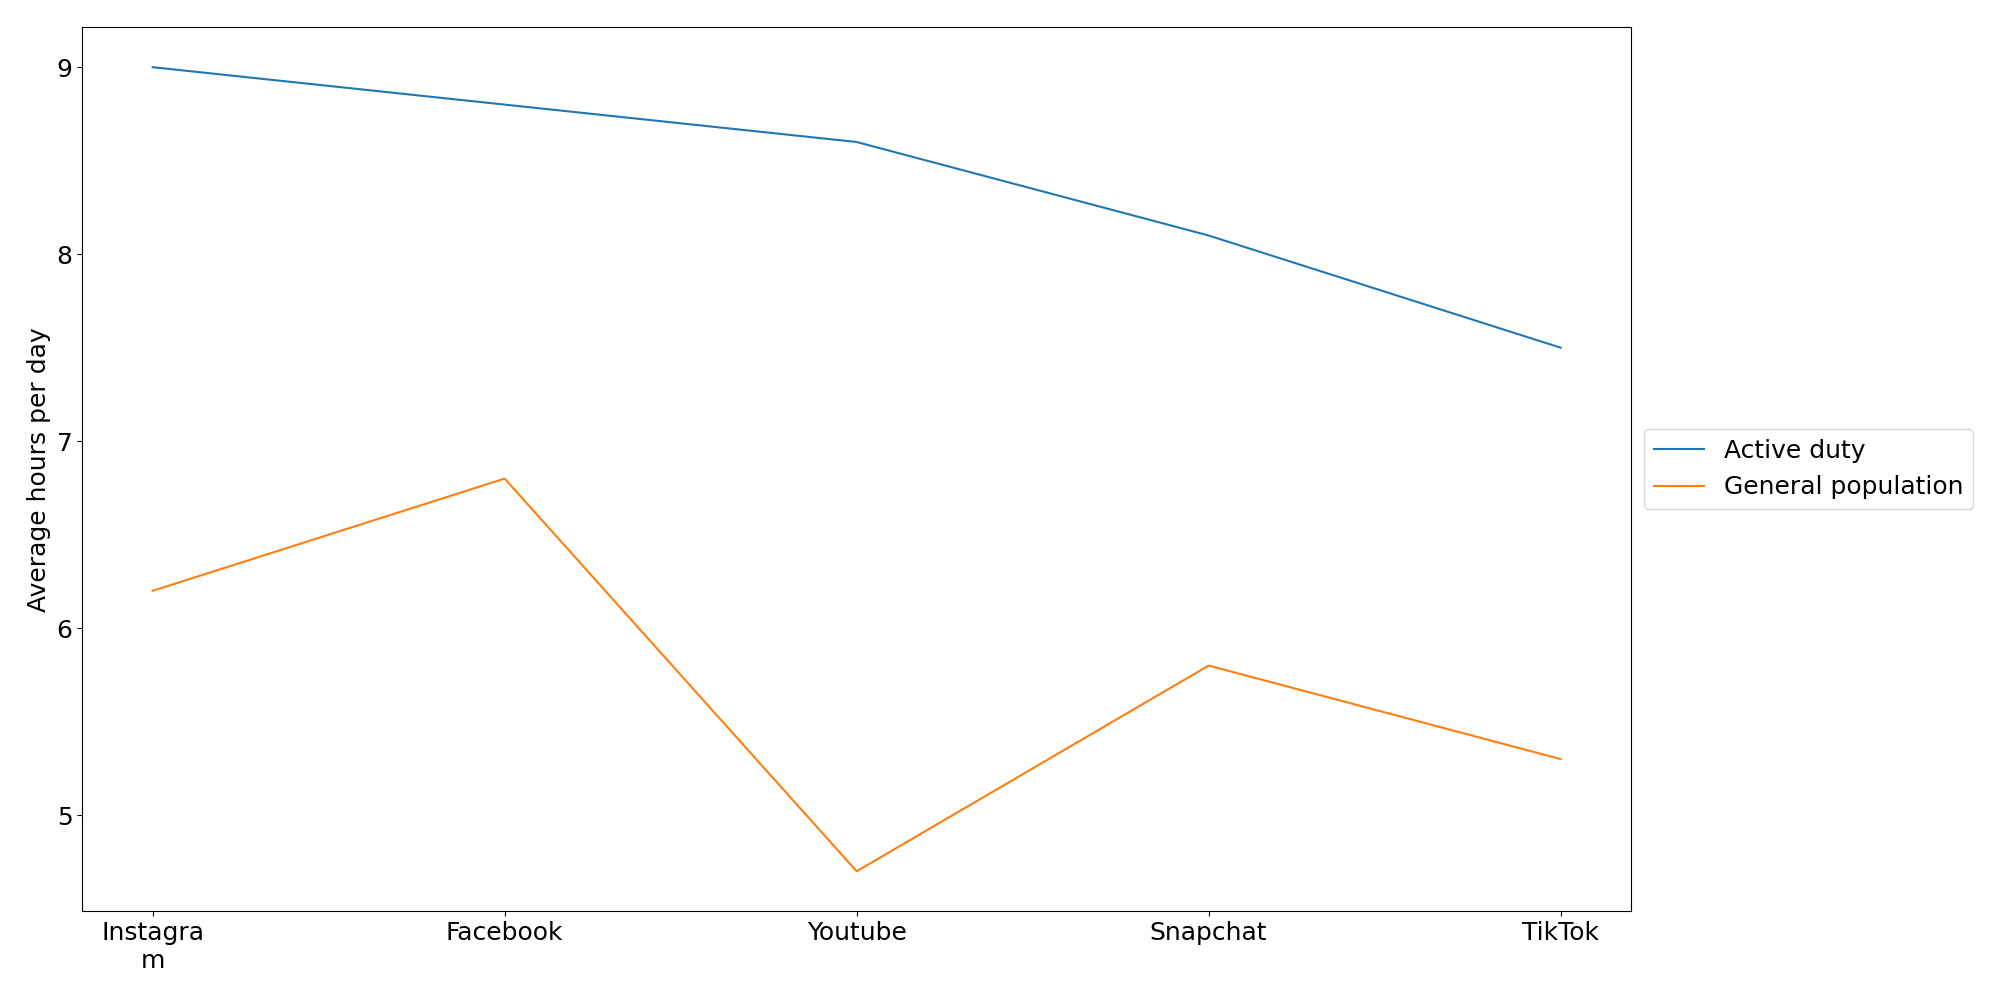 9
8
7
6
5
Average hours per day
Instagra
m
Facebook
Youtube
Snapchat
TikTok
Active duty
General population